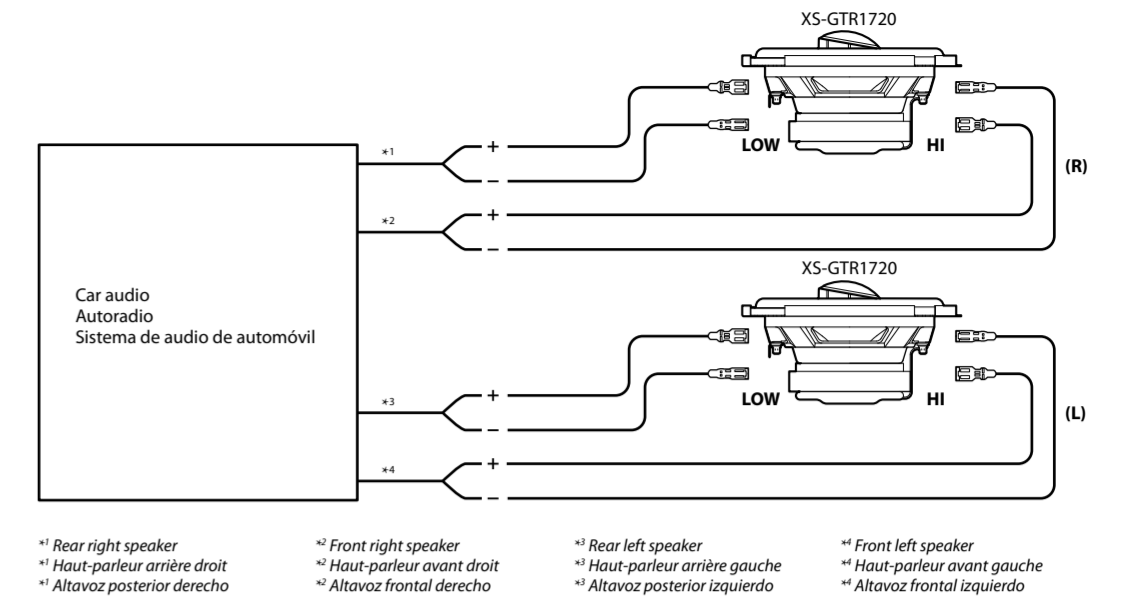 XS-GTR1720
LOW
HI
*1
+
–
(R)
*2
+
–
XS-GTR1720
Car audio
Autoradio
Sistema de audio de automóvil
LOW
HI
*3
+
–
(L)
*4
+
–
*1 Rear right speaker
*1 Haut-parleur arrière droit
*1 Altavoz posterior derecho
*2 Front right speaker
*2 Haut-parleur avant droit
*2 Altavoz frontal derecho
*3 Rear left speaker
*3 Haut-parleur arrière gauche
*3 Altavoz posterior izquierdo
*4 Front left speaker
*4 Haut-parleur avant gauche
*4 Altavoz frontal izquierdo